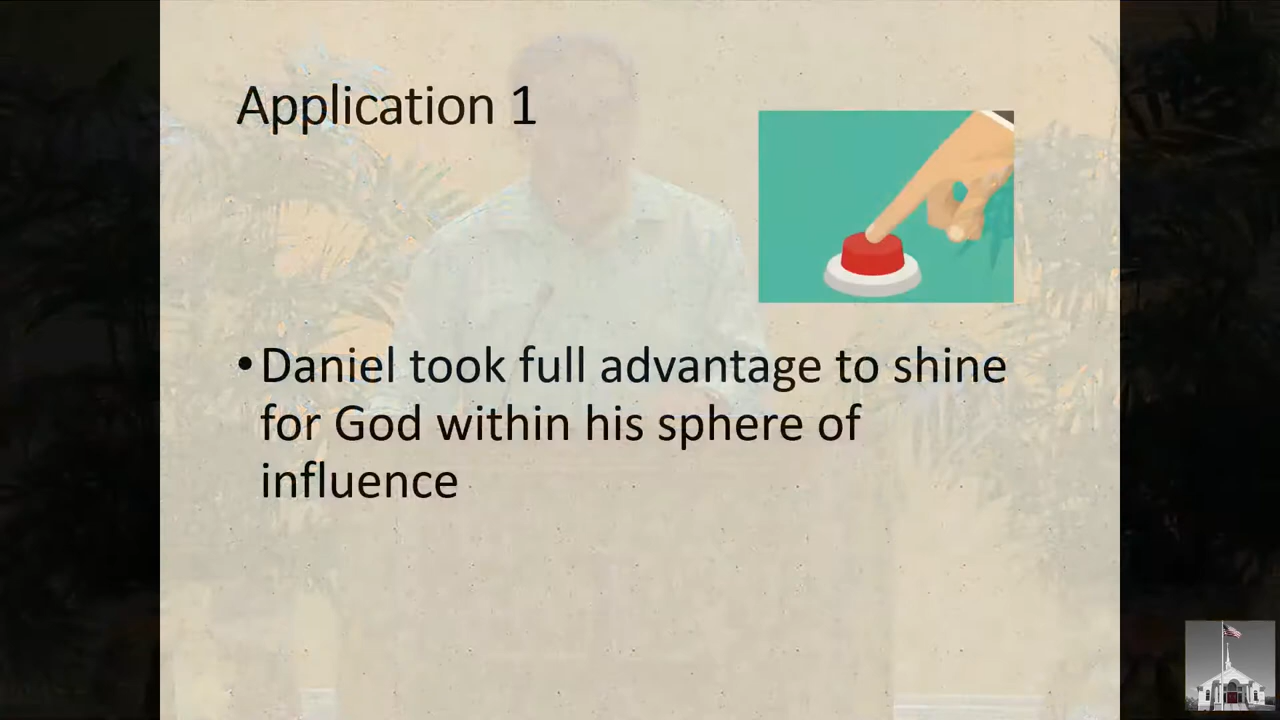 Application 1
•Daniel took full advantage to shine
for God within his sphere of
influence